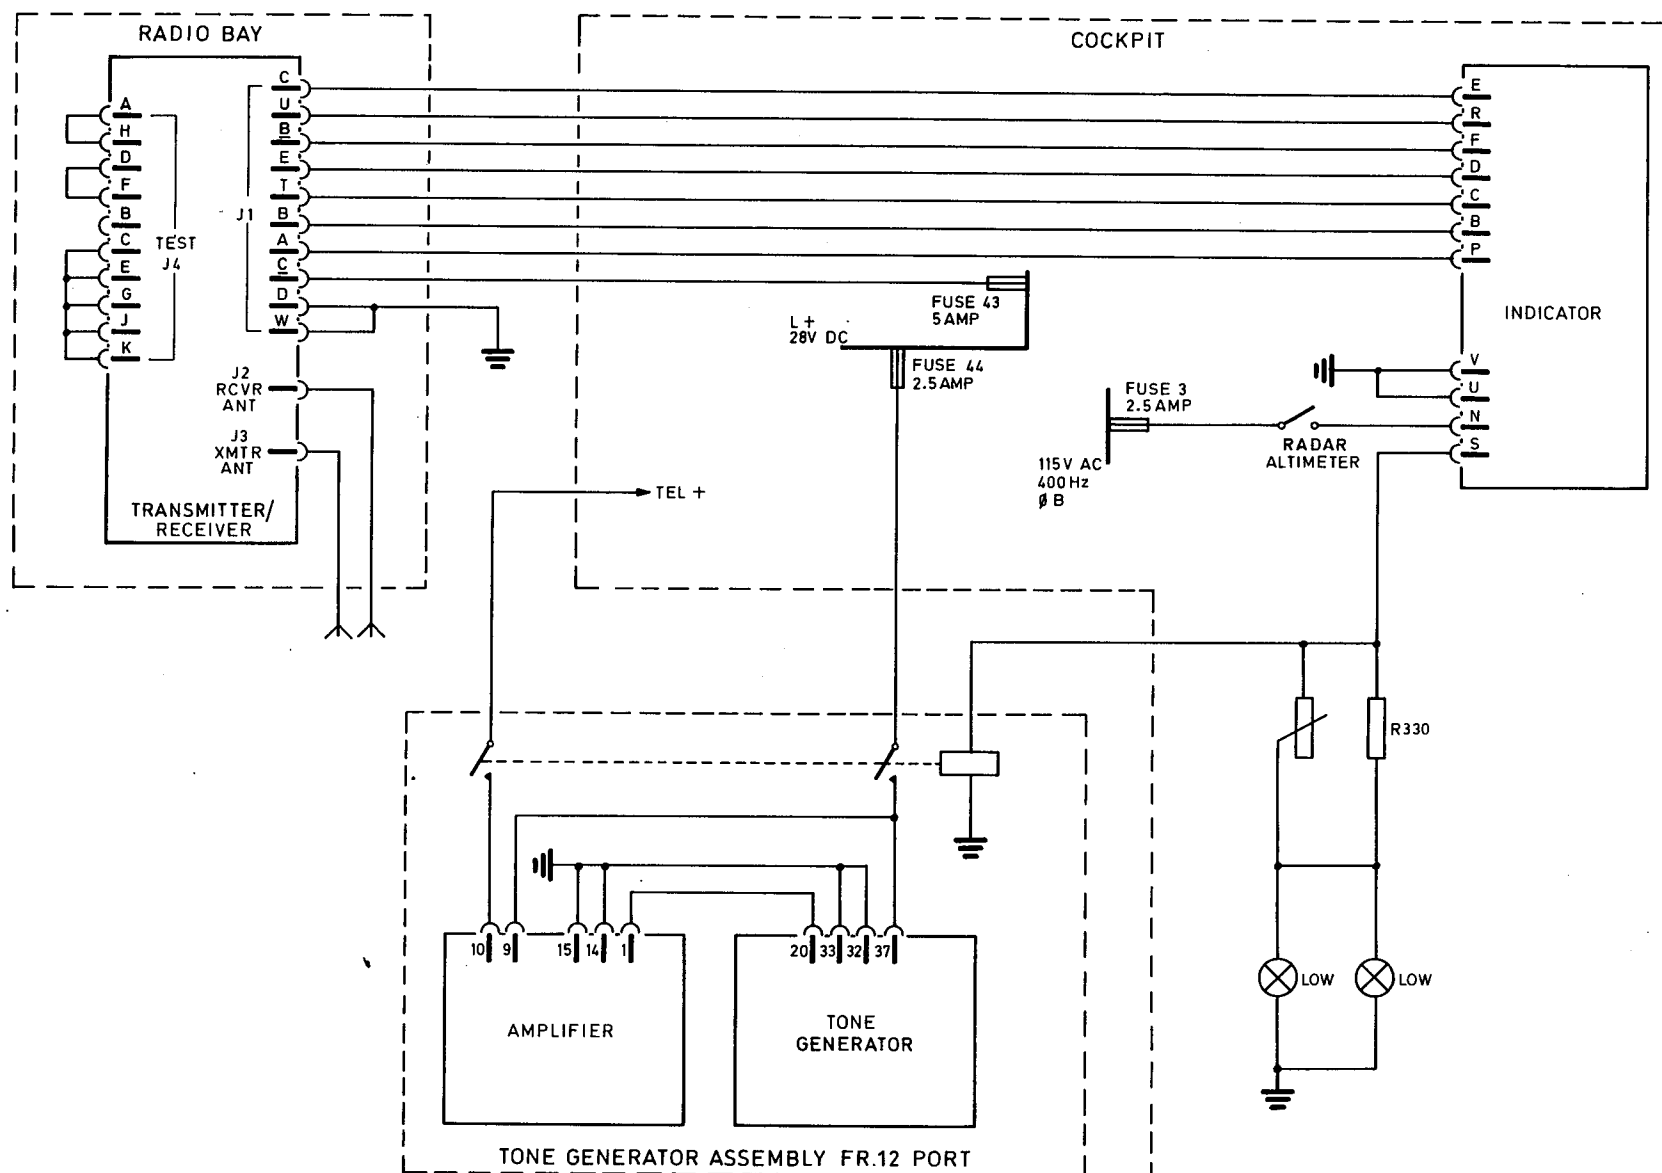 RADIO BAY
COCKPIT
C
U
B
E
T
B
A
C
D
W
J1
A
H
D
F
B
C
E
G
J
K
TEST
J4
J2
RCVR
ANT
J3
XMTR
ANT
TRANSMITTER/
RECEIVER
E
R
F
D
C
B
P
INDICATOR
V
U
N
S
FUSE 43
5 AMP
L +
28V DC
FUSE 44
2.5 AMP
FUSE 3
2.5 AMP
115V AC
400 Hz
ØB
RADAR
ALTIMETER
TEL +
R330
LOW
LOW
10
9
15
14
1
AMPLIFIER
20
33
32
37
TONE
GENERATOR
TONE GENERATOR ASSEMBLY FR.12 PORT